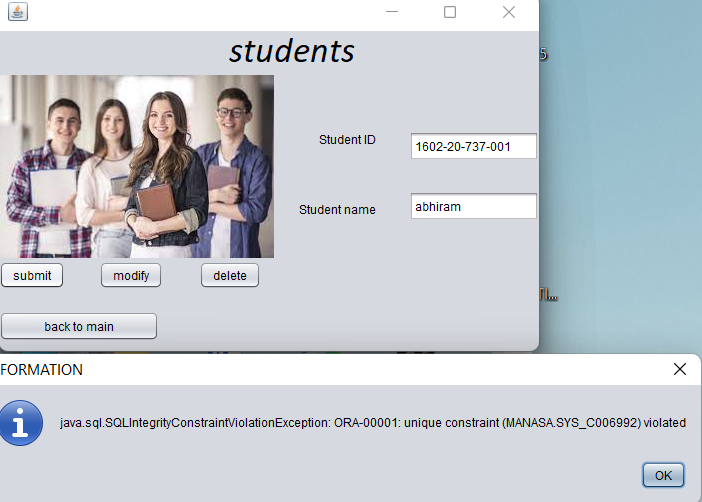 students
5
Student ID
1602-20-737-001
Student name
abhiram
submit
modify
delete
back to main
FORMATION
java.sql.SQLIntegrityConstraintViolationException: ORA-00001: unique constraint (MANASA.SYS_C006992) violated
OK